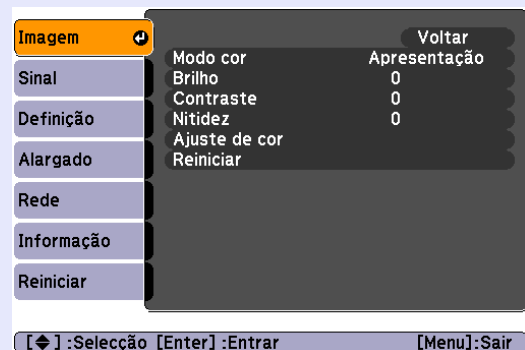 Imagem
Sinal
Definição
Alargado
Rede
Informação
Reiniciar
Voltar
Modo cor Apresentação
Brilho 0
Contraste 0
Nitidez 0
Ajuste de cor
Reiniciar
[◆] :Selecção [Enter] :Entrar [Menu]:Sair